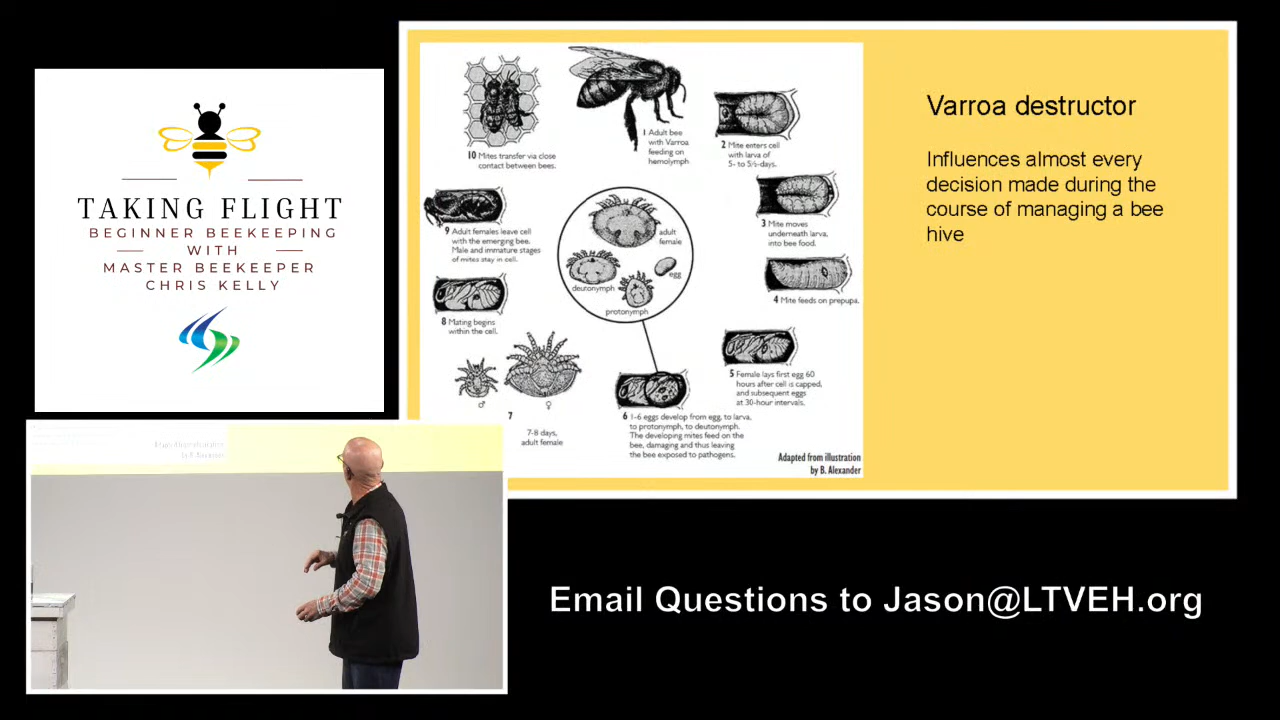 TAKING FLIGHT
BEGINNER BEEKEEPING
WITH
MASTER BEEKEEPER
CHRIS KELLY
1 Adult bee
with Varroa
feeding on
hemolymph
2 Mite enters cell
with larva of
5- to 5½-days.
3 Mite moves
underneath larva,
into bee food.
4 Mite feeds on prepupa.
5 Female lays first egg 60
hours after cell is capped,
and subsequent eggs
at 30-hour intervals.
6 1-6 eggs develop from egg, to larva,
to protonymph, to deutonymph.
The developing mites feed on the
bee, damaging and thus leaving
the bee exposed to pathogens.
7
♂
♀
7-8 days,
adult female
8 Mating begins
within the cell.
9 Adult females leave cell
with the emerging bee.
Male and immature stages
of mites stay in cell.
10 Mites transfer via close
contact between bees.
adult
female
egg
deutonymph
protonymph
Adapted from illustration
by B. Alexander
Varroa destructor
Influences almost every
decision made during the
course of managing a bee
hive
Adapted from illustration
by B. Alexander
Email Questions to Jason@LTVEH.org